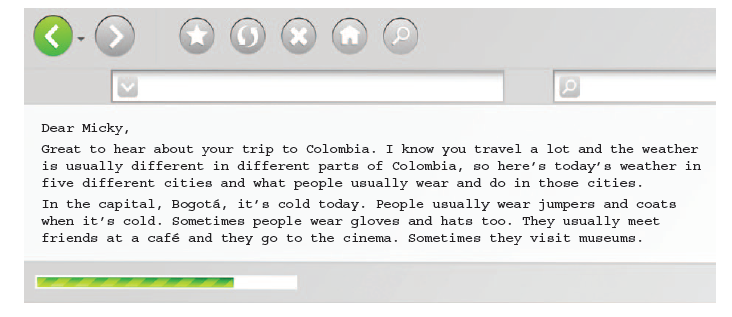 Dear Micky,
Great to hear about your trip to Colombia. I know you travel a lot and the weather
is usually different in different parts of Colombia, so here's today's weather in
five different cities and what people usually wear and do in those cities.
In the capital, Bogotá, it's cold today. People usually wear jumpers and coats
when it's cold. Sometimes people wear gloves and hats too. They usually meet
friends at a café and they go to the cinema. Sometimes they visit museums.